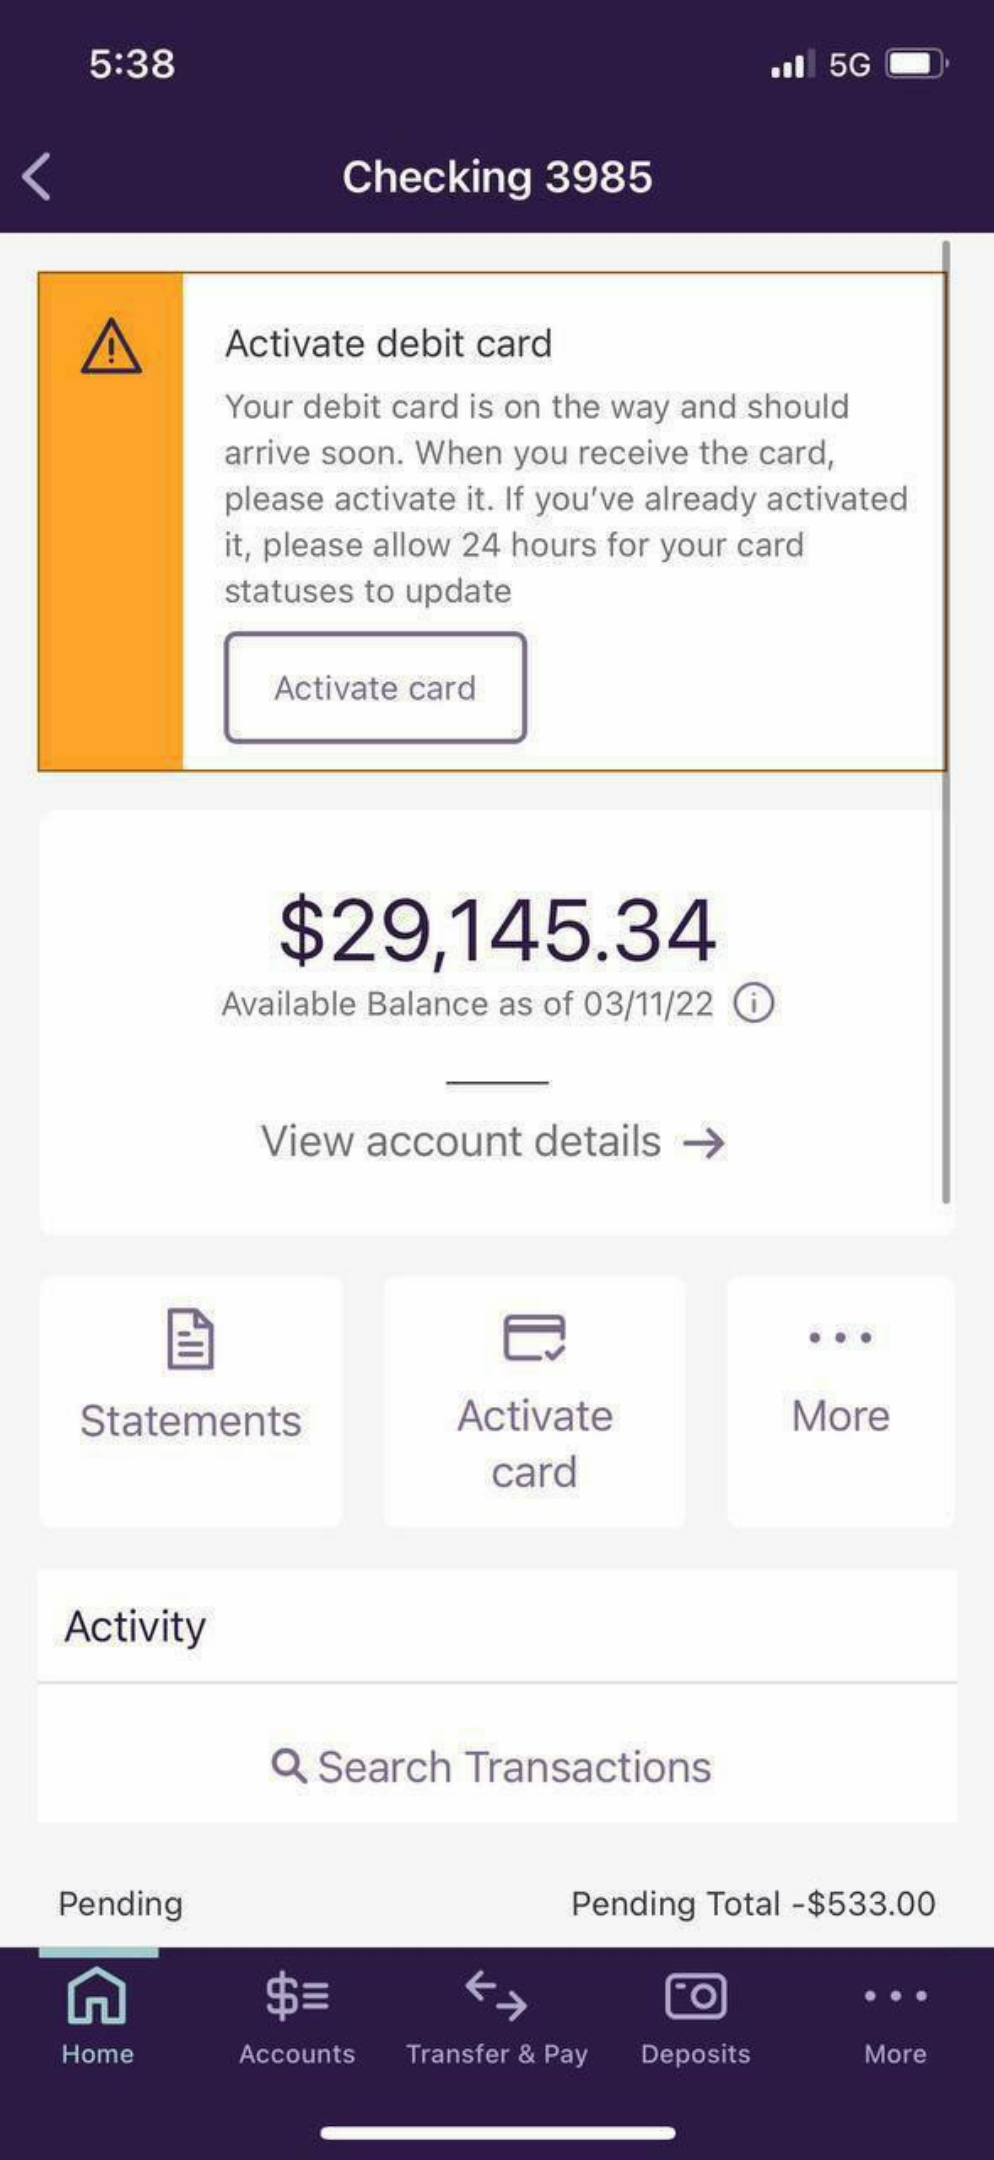 5:38
5G
Checking 3985
Activate debit card
Your debit card is on the way and should
arrive soon. When you receive the card,
please activate it. If you've already activated
it, please allow 24 hours for your card
statuses to update
Activate card
$29,145.34
Available Balance as of 03/11/22
View account details
Statements
Activate
card
More
Activity
Search Transactions
Pending
Pending Total -$533.00
Home
Accounts
Transfer & Pay
Deposits
More